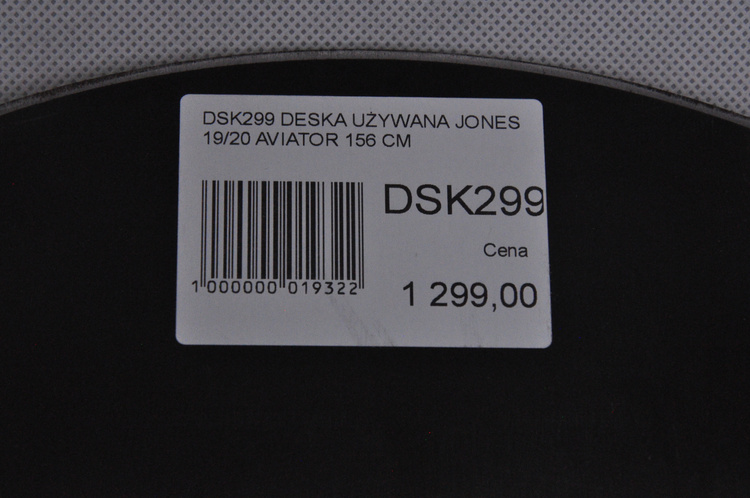 DSK299 DESKA UŻYWANA JONES
19/20 AVIATOR 156 CM
DSK299
Cena
1 299,00
1 000000 019322